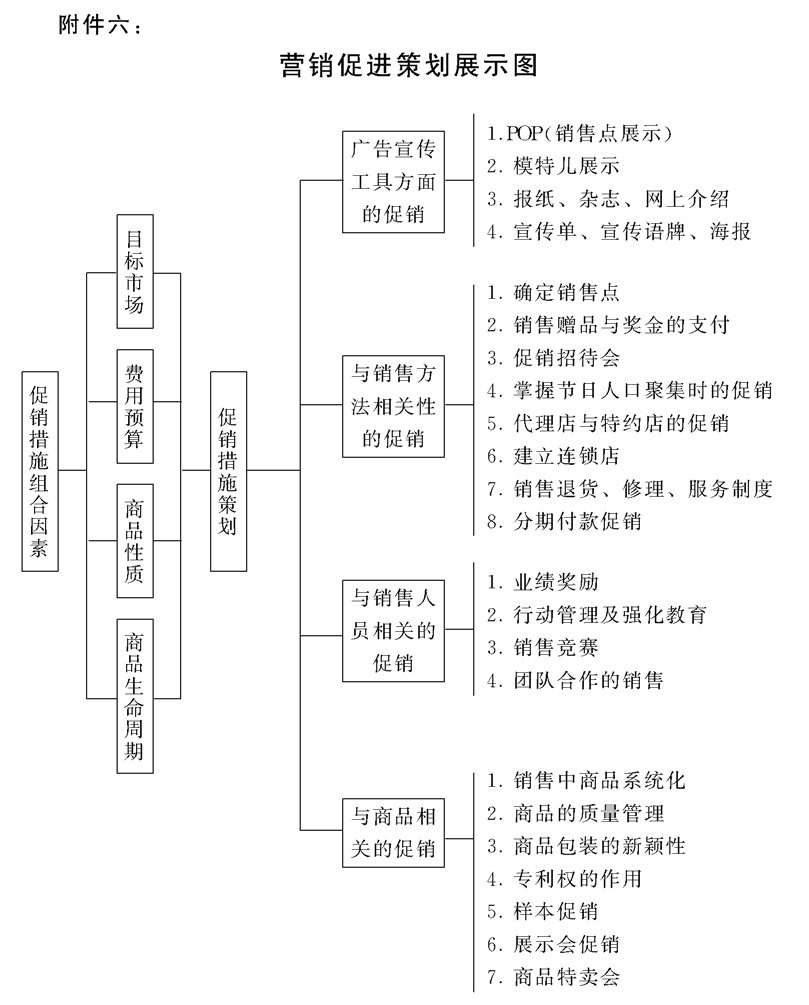 附件六：
营销促进策划展示图
促销措施组合因素
目标市场
费用预算
商品性质
商品生命周期
促销措施策划
广告宣传
工具方面
的促销
1.POP(销售点展示)
2. 模特儿展示
3. 报纸、杂志、网上介绍
4. 宣传单、宣传语牌、海报
与销售方
法相关性
的促销
1. 确定销售点
2. 销售赠品与奖金的支付
3. 促销招待会
4. 掌握节日人口聚集时的促销
5. 代理店与特约店的促销
6. 建立连锁店
7. 销售退货、修理、服务制度
8. 分期付款促销
与销售人
员相关的
促销
1. 业绩奖励
2. 行动管理及强化教育
3. 销售竞赛
4. 团队合作的销售
与商品相
关的促销
1. 销售中商品系统化
2. 商品的质量管理
3. 商品包装的新颖性
4. 专利权的作用
5. 样本促销
6. 展示会促销
7. 商品特卖会